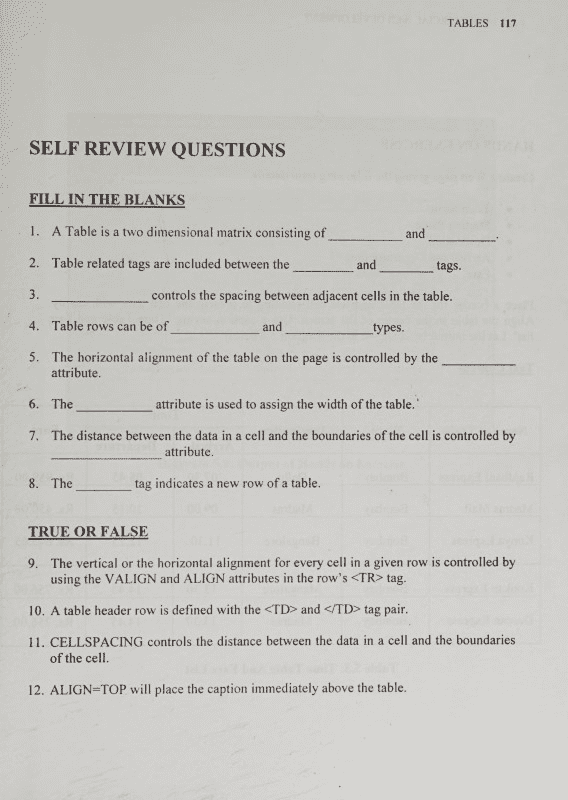 TABLES 117
SELF REVIEW QUESTIONS
FILL IN THE BLANKS
1. A Table is a two dimensional matrix consisting of __________ and __________.
2. Table related tags are included between the _________ and ________ tags.
3. ______________ controls the spacing between adjacent cells in the table.
4. Table rows can be of _____________ and _____________types.
5. The horizontal alignment of the table on the page is controlled by the ___________
attribute.
6. The ___________ attribute is used to assign the width of the table.
7. The distance between the data in a cell and the boundaries of the cell is controlled by
________________ attribute.
8. The ________ tag indicates a new row of a table.
TRUE OR FALSE
9. The vertical or the horizontal alignment for every cell in a given row is controlled by
using the VALIGN and ALIGN attributes in the row's <TR> tag.
10. A table header row is defined with the <TD> and </TD> tag pair.
11. CELLSPACING controls the distance between the data in a cell and the boundaries
of the cell.
12. ALIGN=TOP will place the caption immediately above the table.